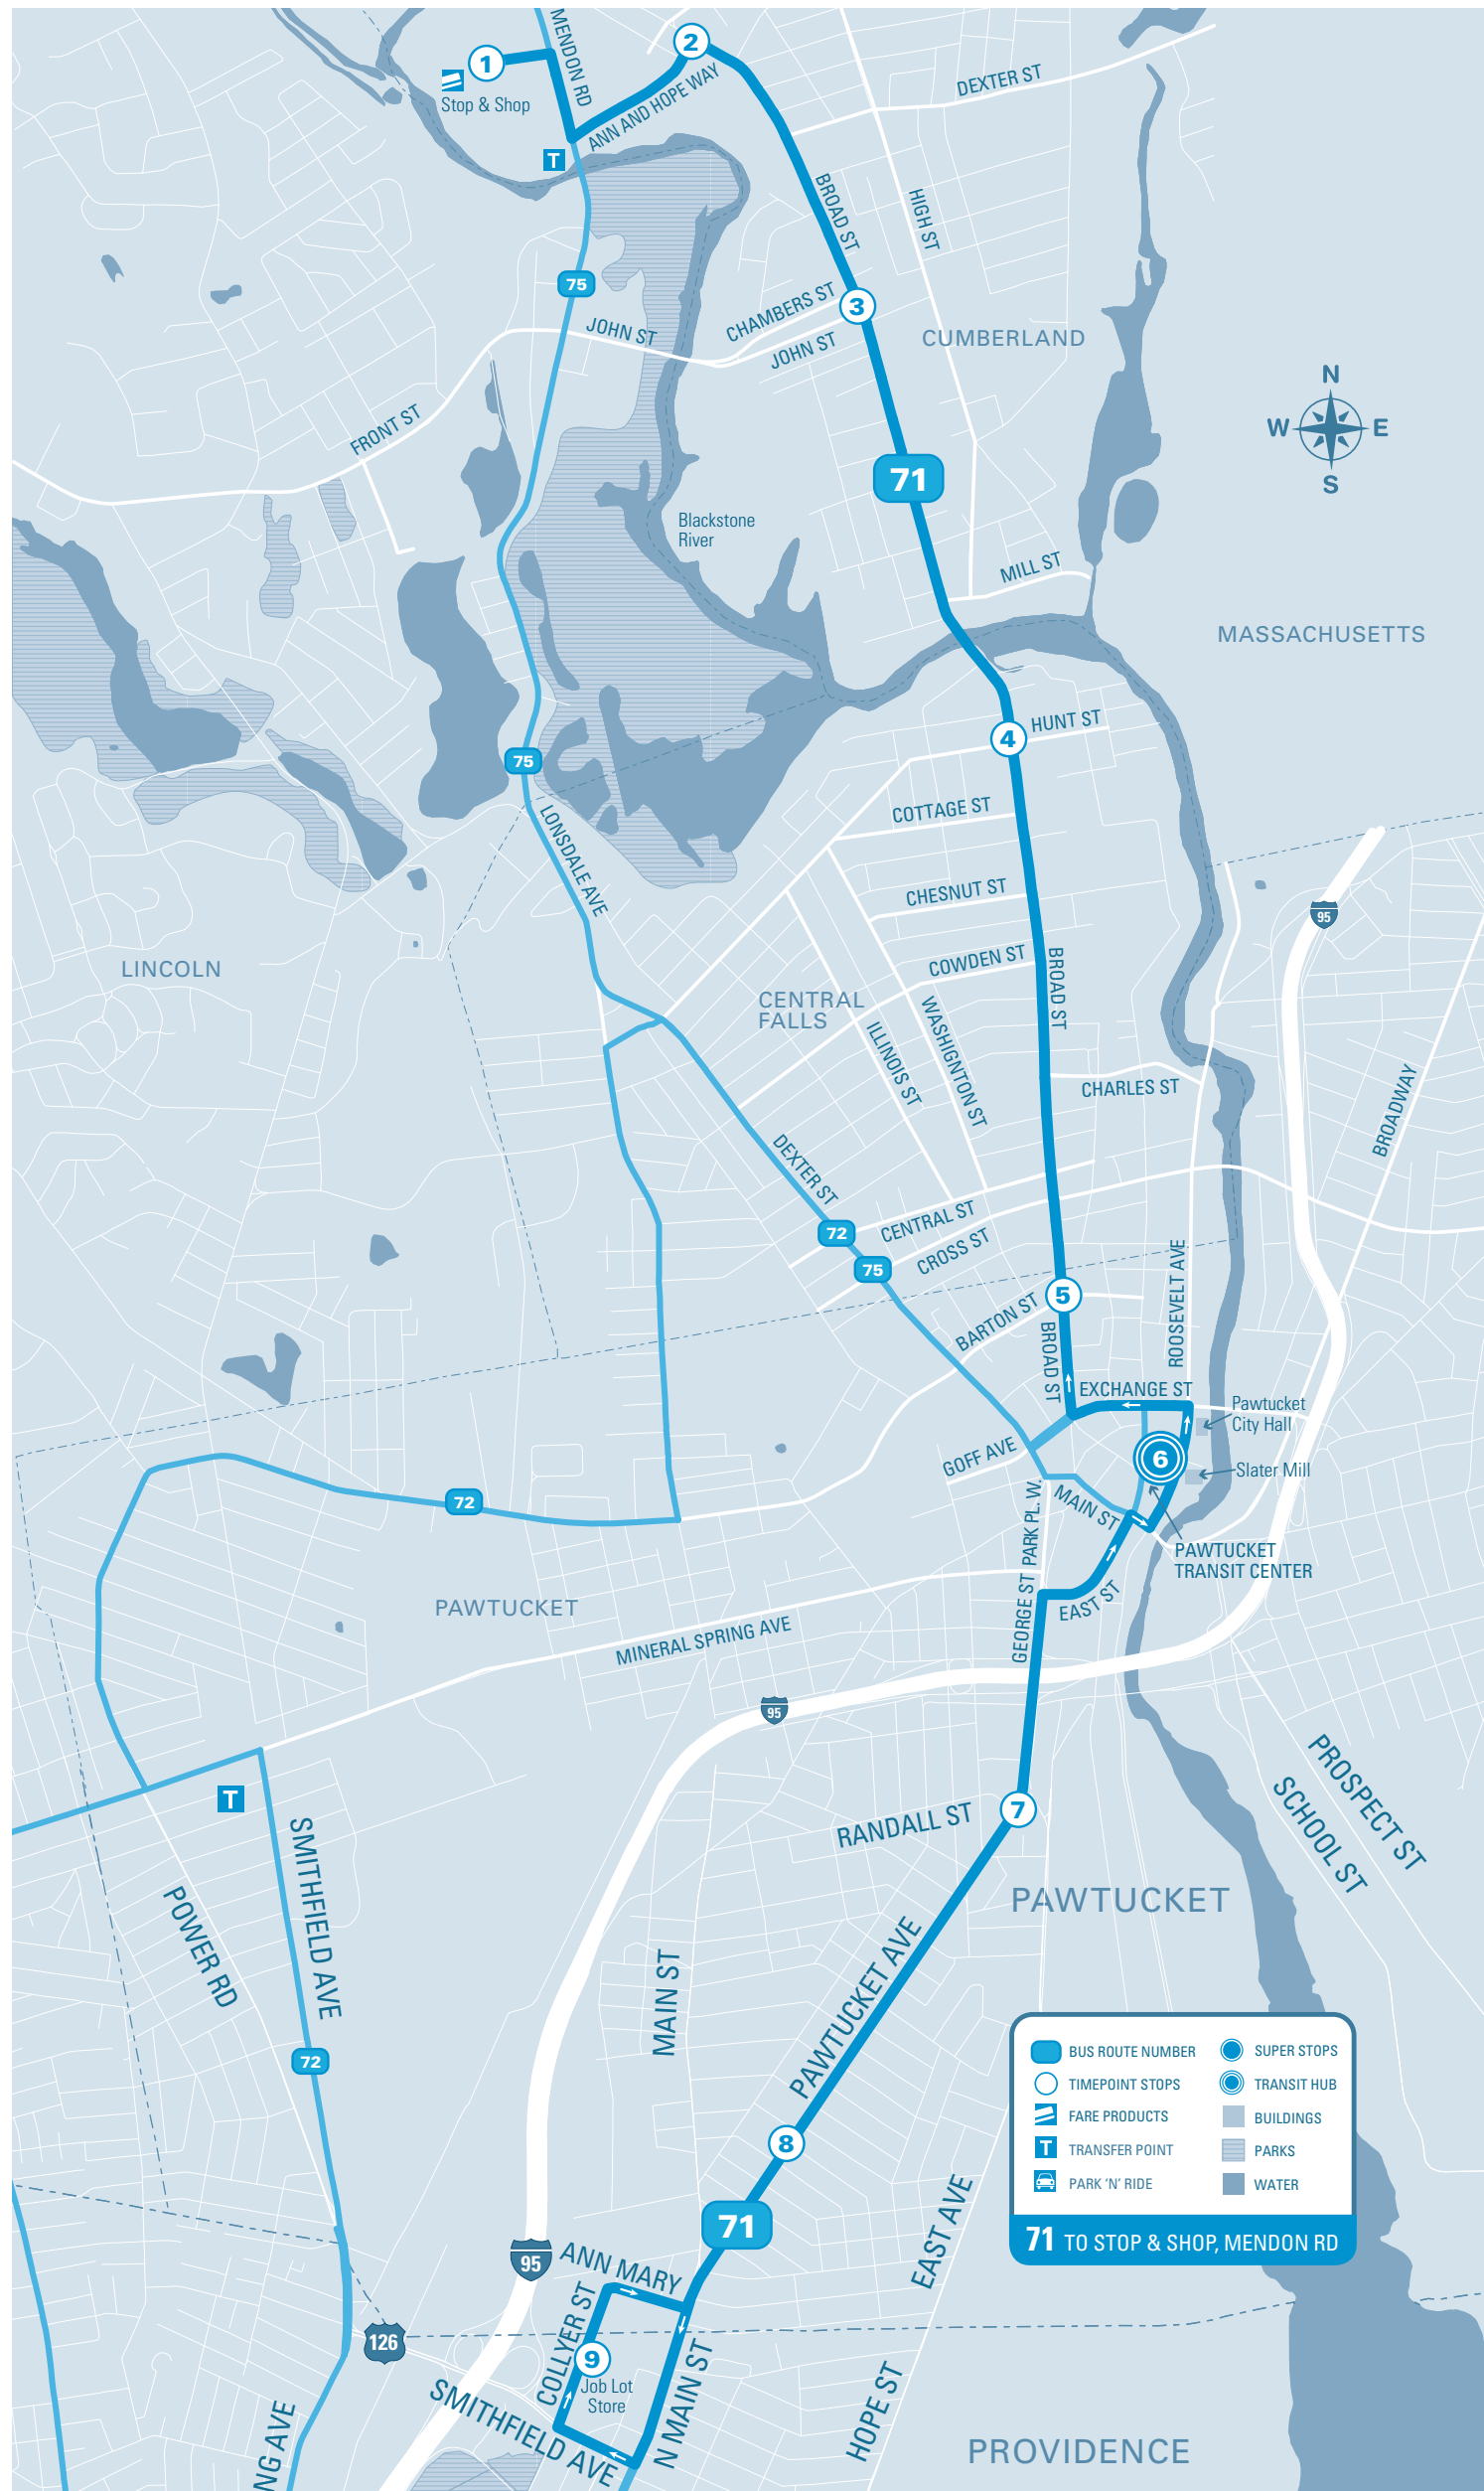 MENDON RD
1
2
Stop & Shop
ANN AND HOPE WAY
DEXTER ST
T
BROAD ST
HIGH ST
75
CHAMBERS ST
3
JOHN ST
JOHN ST
CUMBERLAND
N
W
E
S
FRONT ST
71
Blackstone
River
MILL ST
MASSACHUSETTS
4
HUNT ST
75
COTTAGE ST
LONSDALE AVE
CHESNUT ST
95
LINCOLN
COWDEN ST
BROAD ST
CENTRAL
FALLS
ILLINOIS ST
WASHIGNTON ST
CHARLES ST
BROADWAY
DEXTER ST
72
CENTRAL ST
75
CROSS ST
ROOSEVELT AVE
5
BARTON ST
BROAD ST
EXCHANGE ST
Pawtucket
City Hall
GOFF AVE
6
Slater Mill
72
MAIN ST
PARK PL. W.
PAWTUCKET
TRANSIT CENTER
GEORGE ST
EAST ST
PAWTUCKET
MINERAL SPRING AVE
95
PROSPECT ST
SCHOOL ST
T
7
RANDALL ST
SMITHFIELD AVE
POWER RD
PAWTUCKET
MAIN ST
PAWTUCKET AVE
72
BUS ROUTE NUMBER
SUPER STOPS
TIMEPOINT STOPS
TRANSIT HUB
FARE PRODUCTS
BUILDINGS
T
TRANSFER POINT
PARKS
PARK ‘N’ RIDE
WATER
71 TO STOP & SHOP, MENDON RD
8
71
EAST AVE
95
ANN MARY
COLLYER ST
126
9
Job Lot
Store
N MAIN ST
SMITHFIELD AVE
HOPE ST
PROVIDENCE
NG AVE